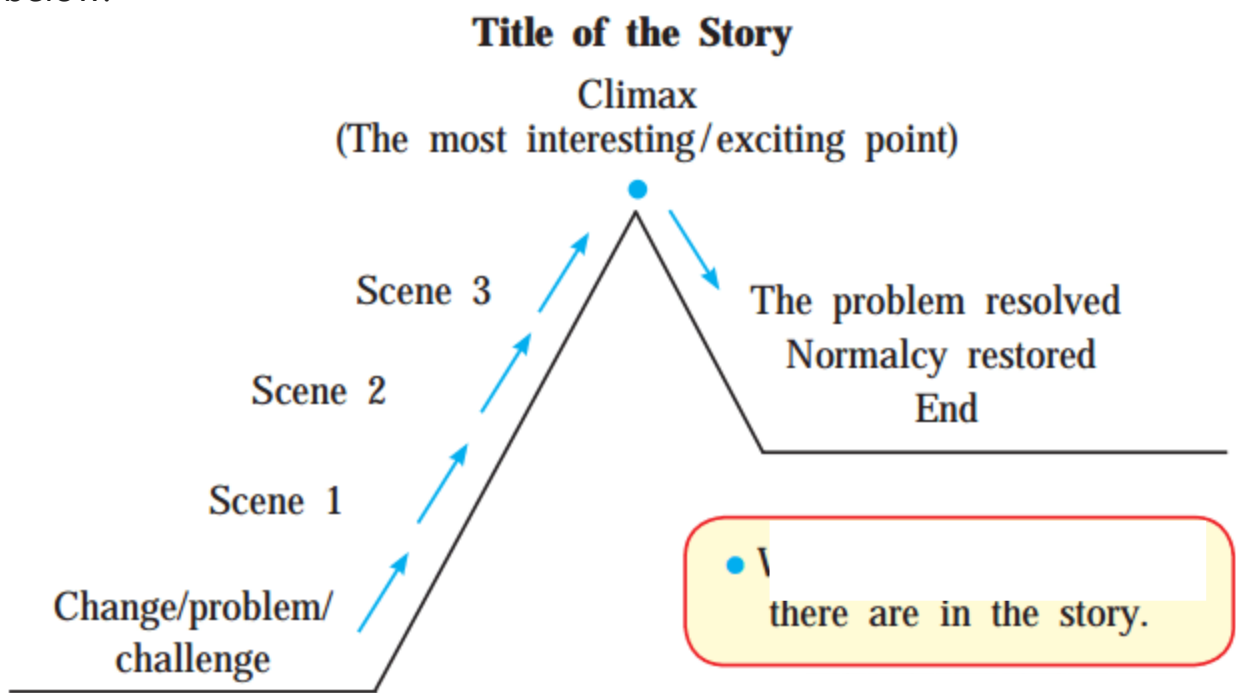 below.
Title of the Story
Climax
(The most interesting/exciting point)
Scene 3
The problem resolved
Normalcy restored
Scene 2
End
Scene 1
Change/problem/
challenge
there are in the story.